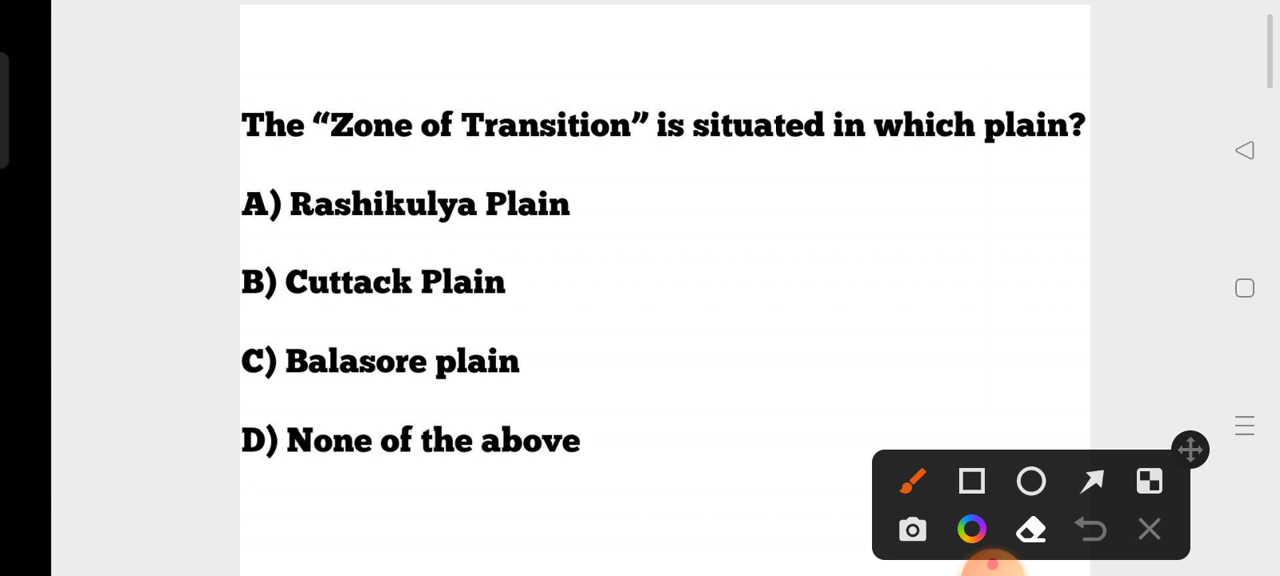 The “Zone of Transition” is situated in which plain?
A) Rashikulya Plain
B) Cuttack Plain
C) Balasore plain
D) None of the above